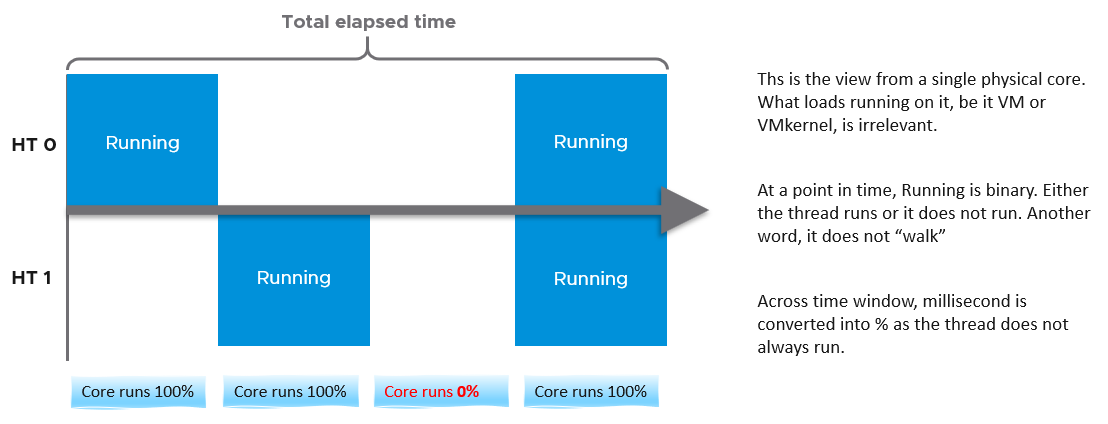 Total elapsed time
HT 0
Running
Running
HT 1
Running
Running
Core runs 100%
Core runs 100%
Core runs 0%
Core runs 100%
Ths is the view from a single physical core.
What loads running on it, be it VM or
VMkernel, is irrelevant.
At a point in time, Running is binary. Either
the thread runs or it does not run. Another
word, it does not “walk”
Across time window, millisecond is
converted into % as the thread does not
always run.